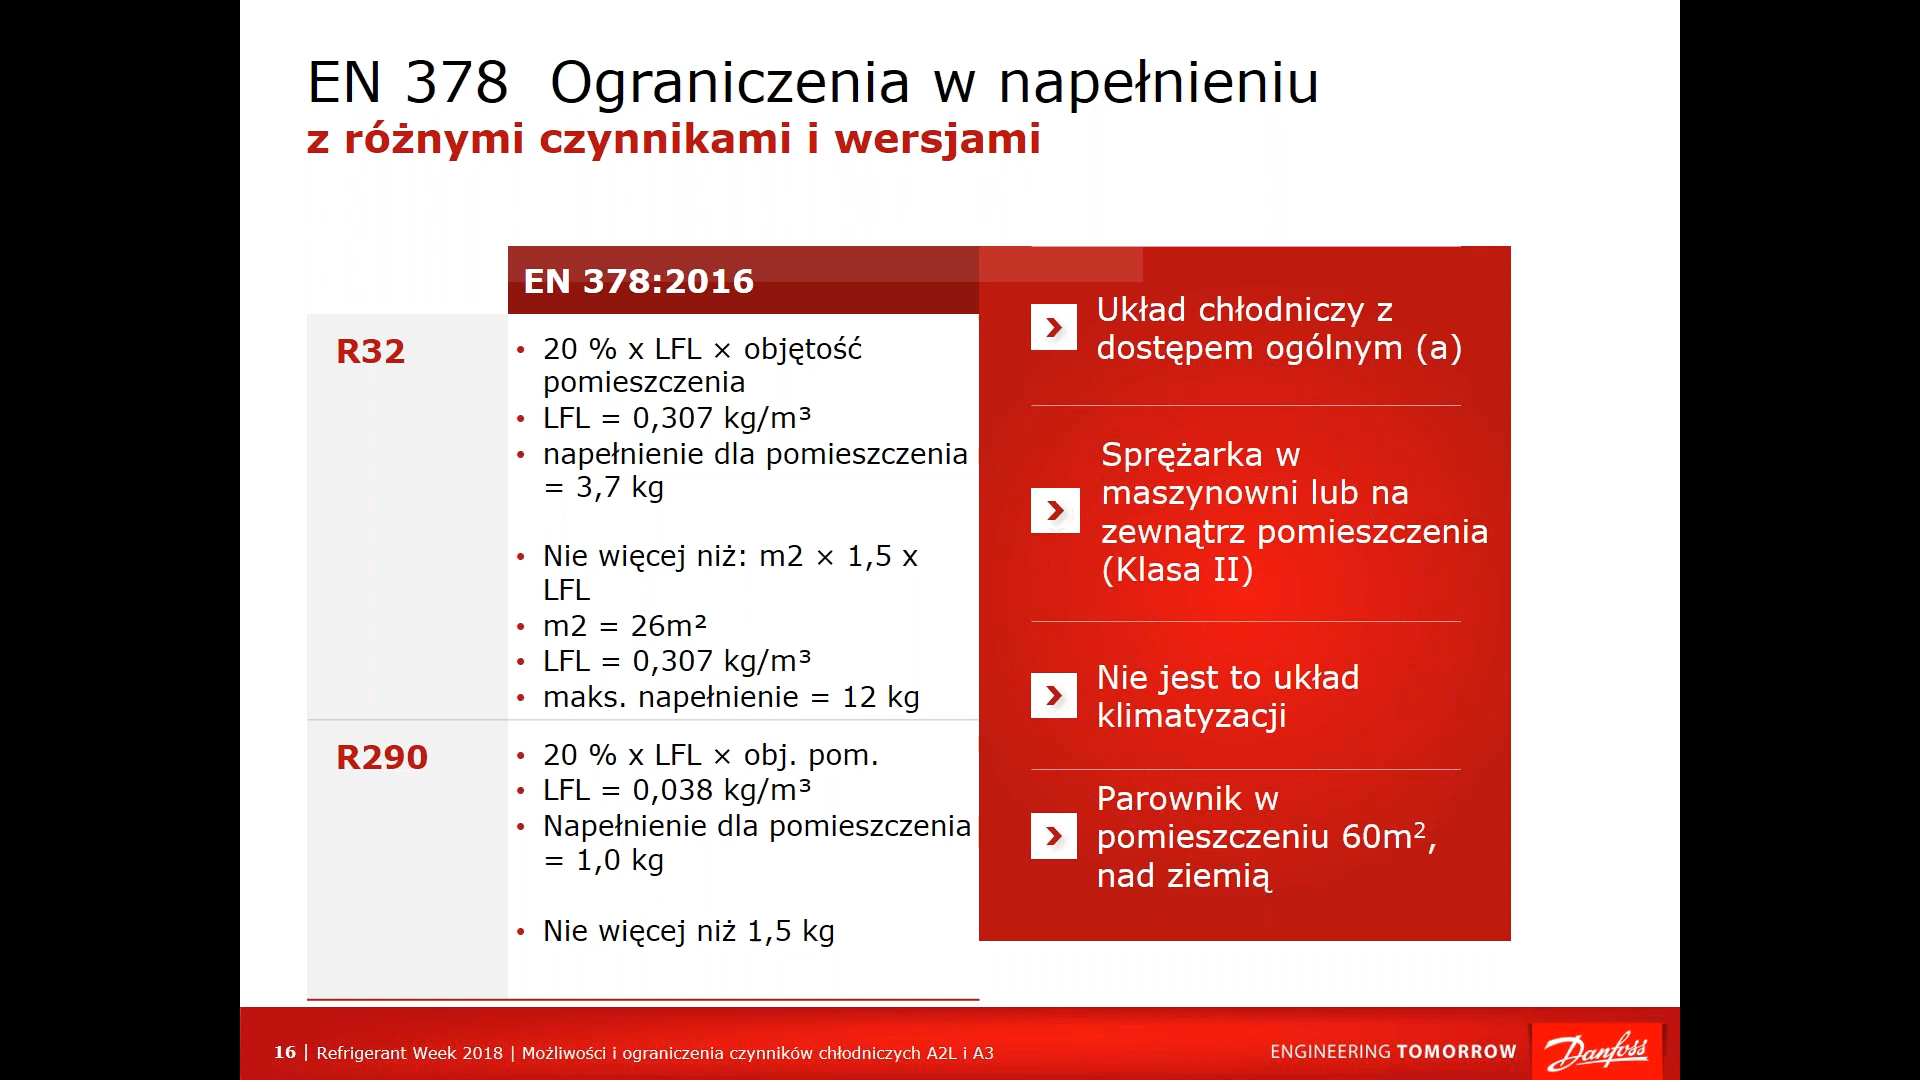 EN 378 Ograniczenia w napełnieniu
z różnymi czynnikami i wersjami
EN 378:2016
R32
• 20 % x LFL × objętość
pomieszczenia
• LFL = 0,307 kg/m³
• napełnienie dla pomieszczenia
= 3,7 kg
• Nie więcej niż: m2 × 1,5 x
LFL
• m2 = 26m²
• LFL = 0,307 kg/m³
• maks. napełnienie = 12 kg
R290
• 20 % x LFL × obj. pom.
• LFL = 0,038 kg/m³
• Napełnienie dla pomieszczenia
= 1,0 kg
• Nie więcej niż 1,5 kg
Układ chłodniczy z
dostępem ogólnym (a)
Sprężarka w
maszynowni lub na
zewnątrz pomieszczenia
(Klasa II)
Nie jest to układ
klimatyzacji
Parownik w
pomieszczeniu 60m²,
nad ziemią
16 | Refrigerant Week 2018 | Możliwości i ograniczenia czynników chłodniczych A2L i A3
ENGINEERING TOMORROW
Danfoss